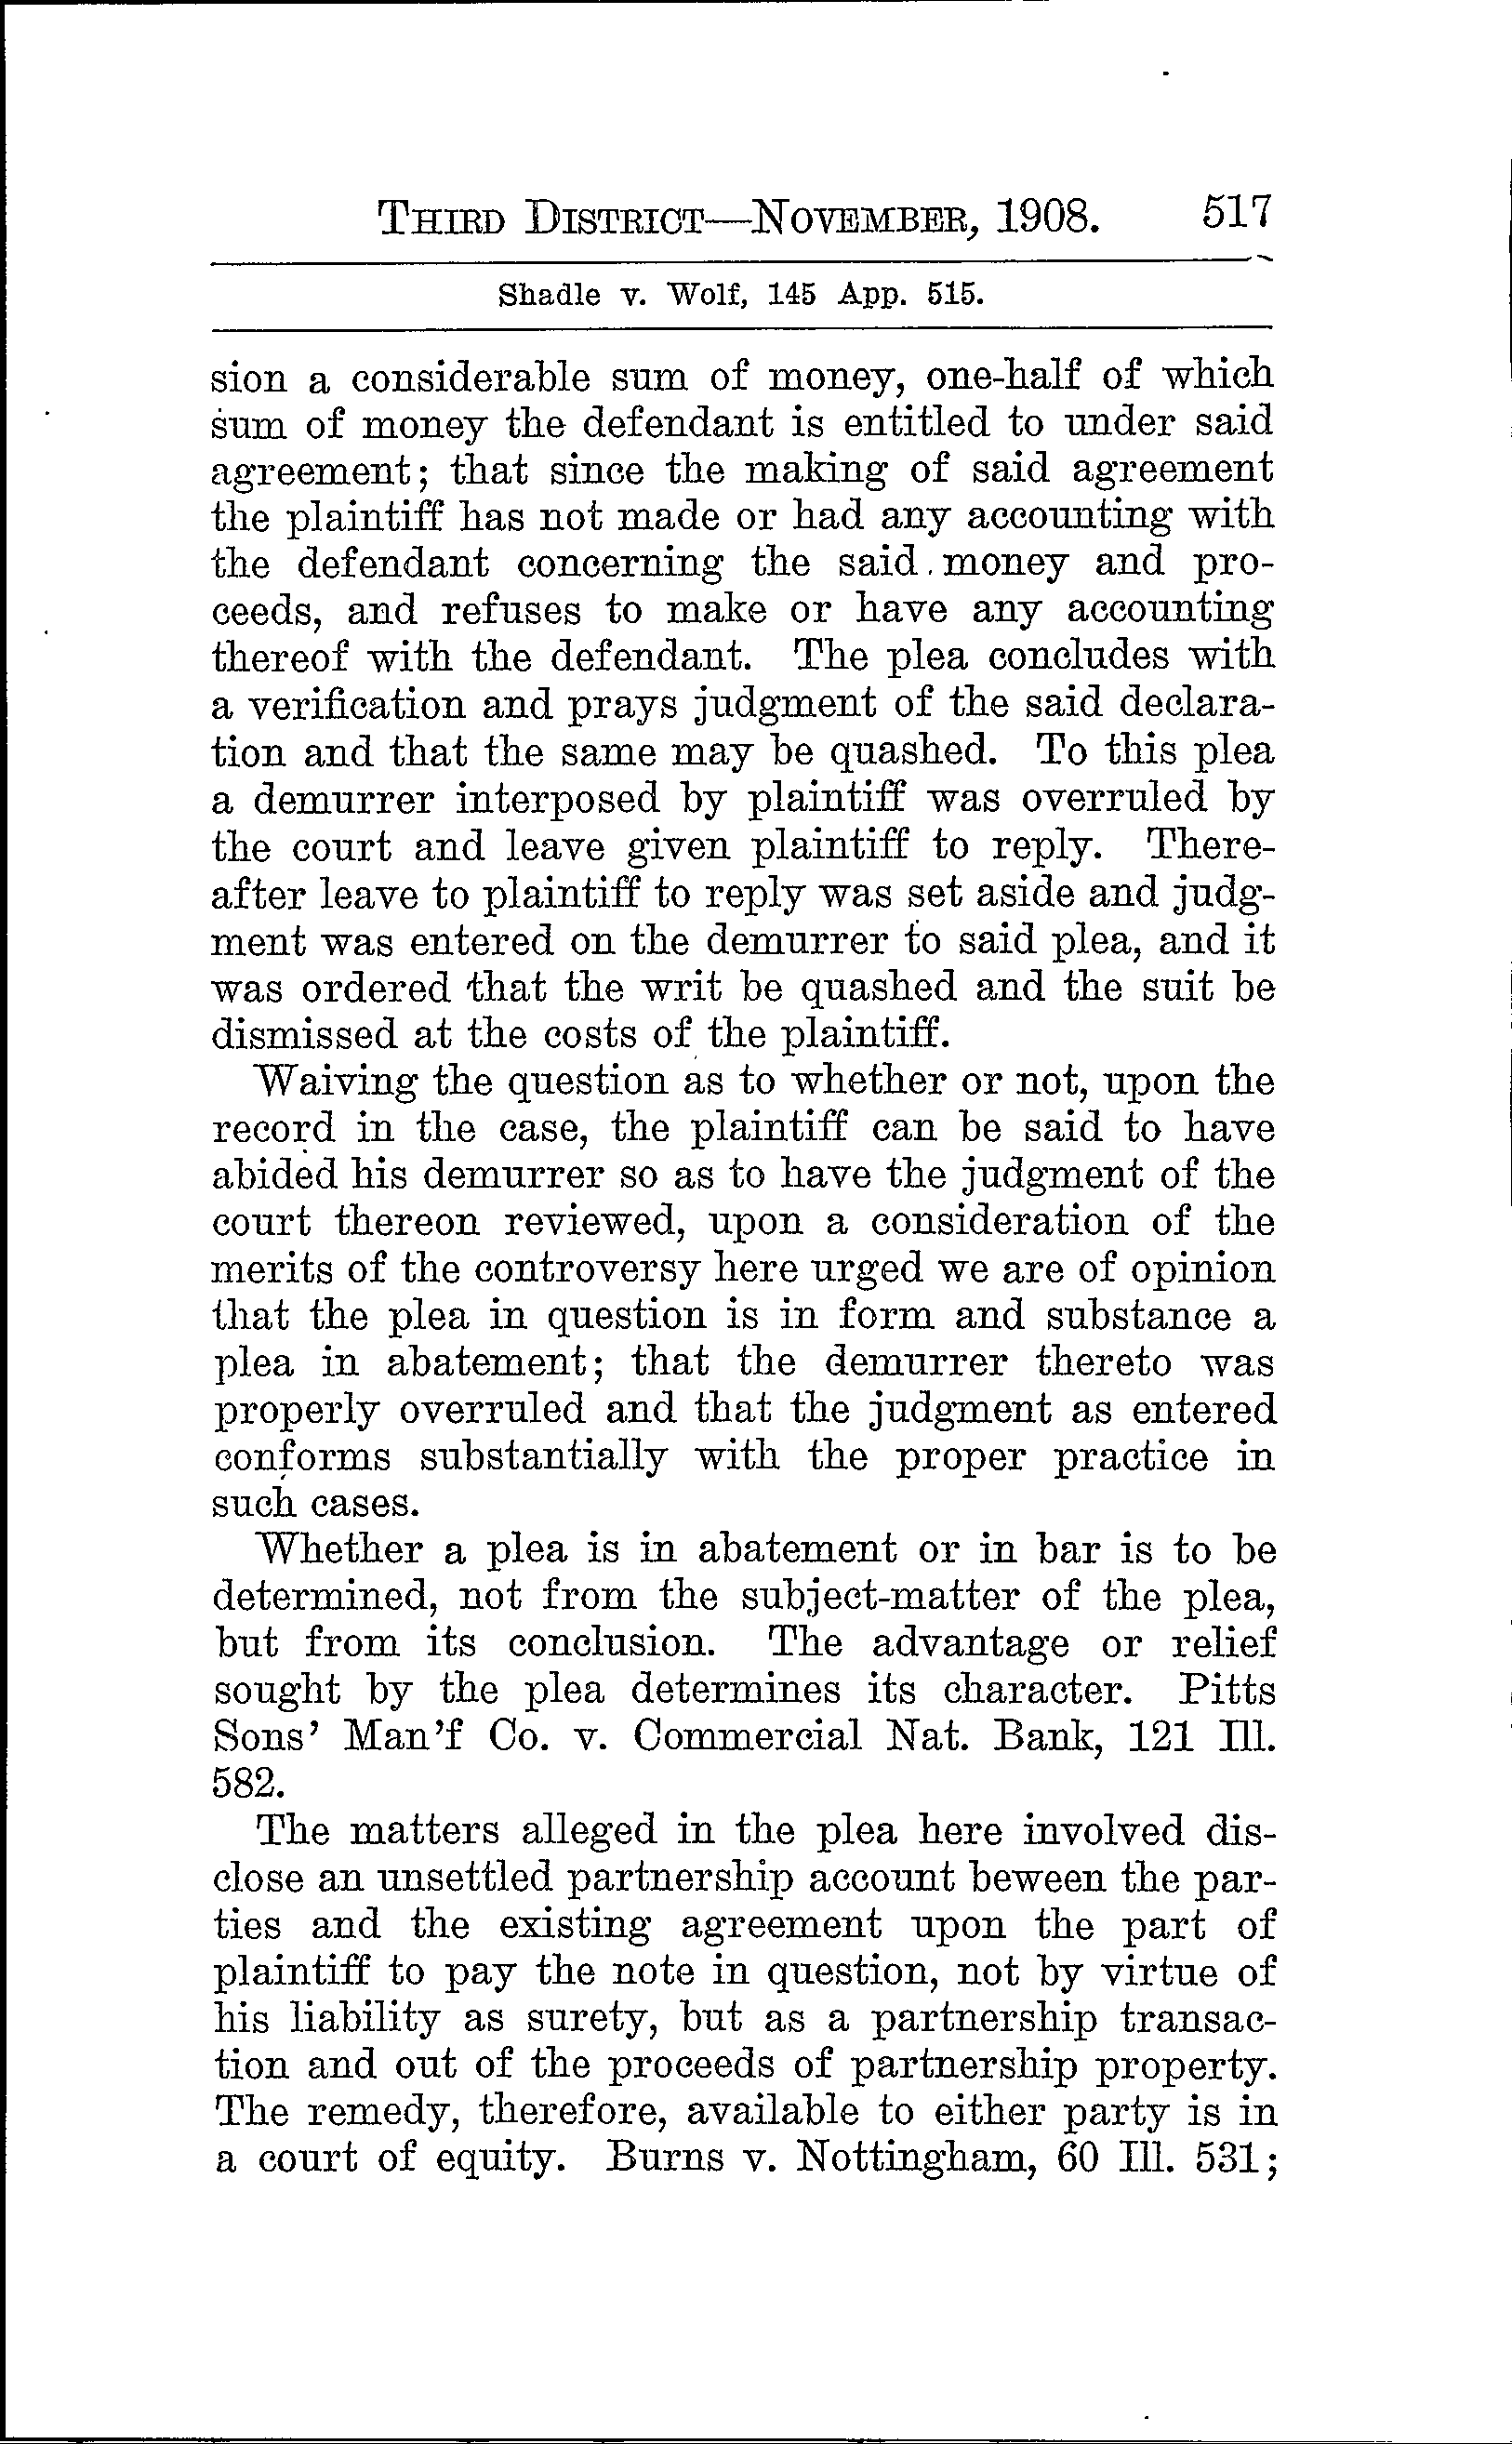 THIRD DISTRICT—NOVEMBER, 1908. 517
Shadle v. Wolf, 145 App. 515.
sion a considerable sum of money, one-half of which
sum of money the defendant is entitled to under said
agreement; that since the making of said agreement
the plaintiff has not made or had any accounting with
the defendant concerning the said money and pro-
ceeds, and refuses to make or have any accounting
thereof with the defendant. The plea concludes with
a verification and prays judgment of the said declara-
tion and that the same may be quashed. To this plea
a demurrer interposed by plaintiff was overruled by
the court and leave given plaintiff to reply. There-
after leave to plaintiff to reply was set aside and judg-
ment was entered on the demurrer to said plea, and it
was ordered that the writ be quashed and the suit be
dismissed at the costs of the plaintiff.
Waiving the question as to whether or not, upon the
record in the case, the plaintiff can be said to have
abided his demurrer so as to have the judgment of the
court thereon reviewed, upon a consideration of the
merits of the controversy here urged we are of opinion
that the plea in question is in form and substance a
plea in abatement; that the demurrer thereto was
properly overruled and that the judgment as entered
conforms substantially with the proper practice in
such cases.
Whether a plea is in abatement or in bar is to be
determined, not from the subject-matter of the plea,
but from its conclusion. The advantage or relief
sought by the plea determines its character. Pitts
Sons' Man'f Co. v. Commercial Nat. Bank, 121 Ill.
582.
The matters alleged in the plea here involved dis-
close an unsettled partnership account beween the par-
ties and the existing agreement upon the part of
plaintiff to pay the note in question, not by virtue of
his liability as surety, but as a partnership transac-
tion and out of the proceeds of partnership property.
The remedy, therefore, available to either party is in
a court of equity. Burns v. Nottingham, 60 Ill. 531;